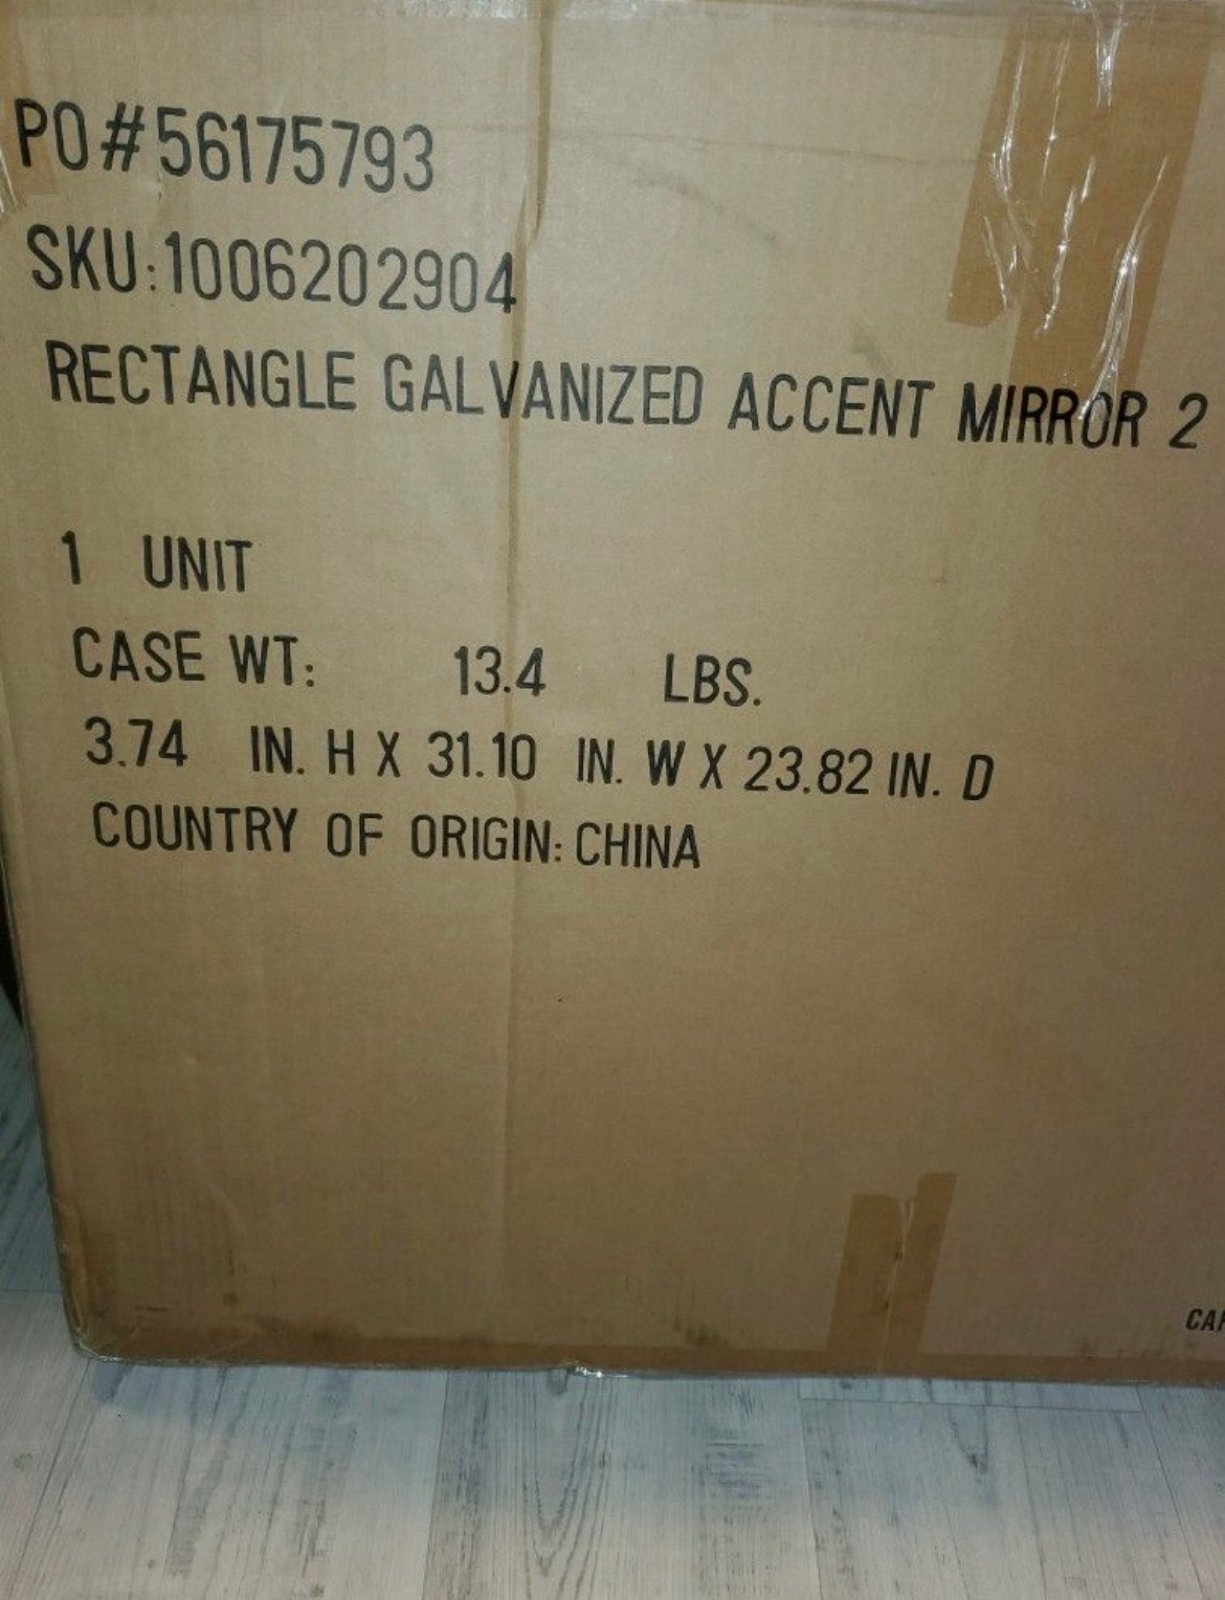 PO#56175793
SKU:1006202904
RECTANGLE GALVANIZED ACCENT MIRROR 2
1 UNIT
CASE WT: 13.4 LBS.
3.74 IN. H X 31.10 IN. W X 23.82 IN. D
COUNTRY OF ORIGIN: CHINA